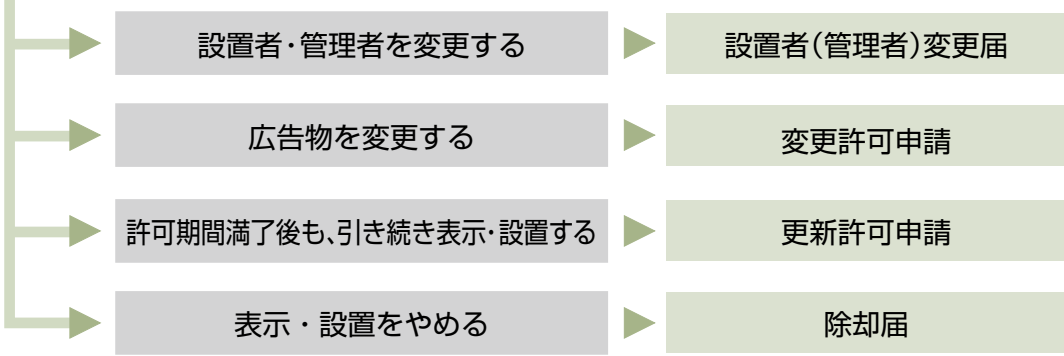 設置者・管理者を変更する
設置者(管理者)変更届
広告物を変更する
変更許可申請
許可期間満了後も、引き続き表示・設置する
更新許可申請
表示・設置をやめる
除却届